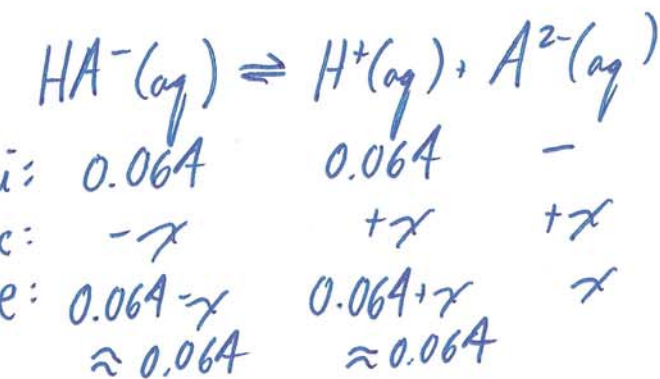 HA⁻(aq) ⇌ H⁺(aq) + A²⁻(aq)
i: 0.064 0.064 –
c: -x +x +x
e: 0.064-x 0.064+x x
≈ 0.064 ≈ 0.064